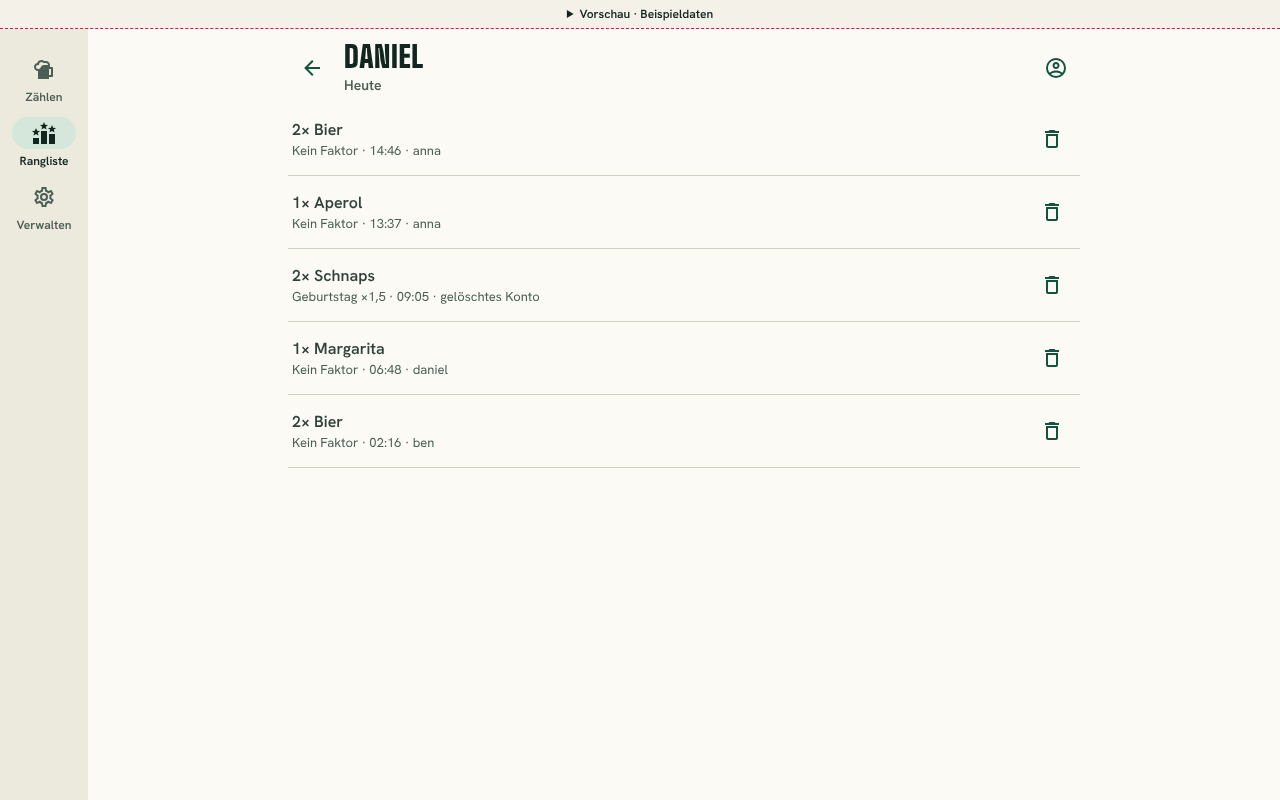 ▶ Vorschau · Beispieldaten
Zählen
Rangliste
Verwalten
DANIEL
Heute
2× Bier
Kein Faktor · 14:46 · anna
1× Aperol
Kein Faktor · 13:37 · anna
2× Schnaps
Geburtstag ×1,5 · 09:05 · gelöschtes Konto
1× Margarita
Kein Faktor · 06:48 · daniel
2× Bier
Kein Faktor · 02:16 · ben